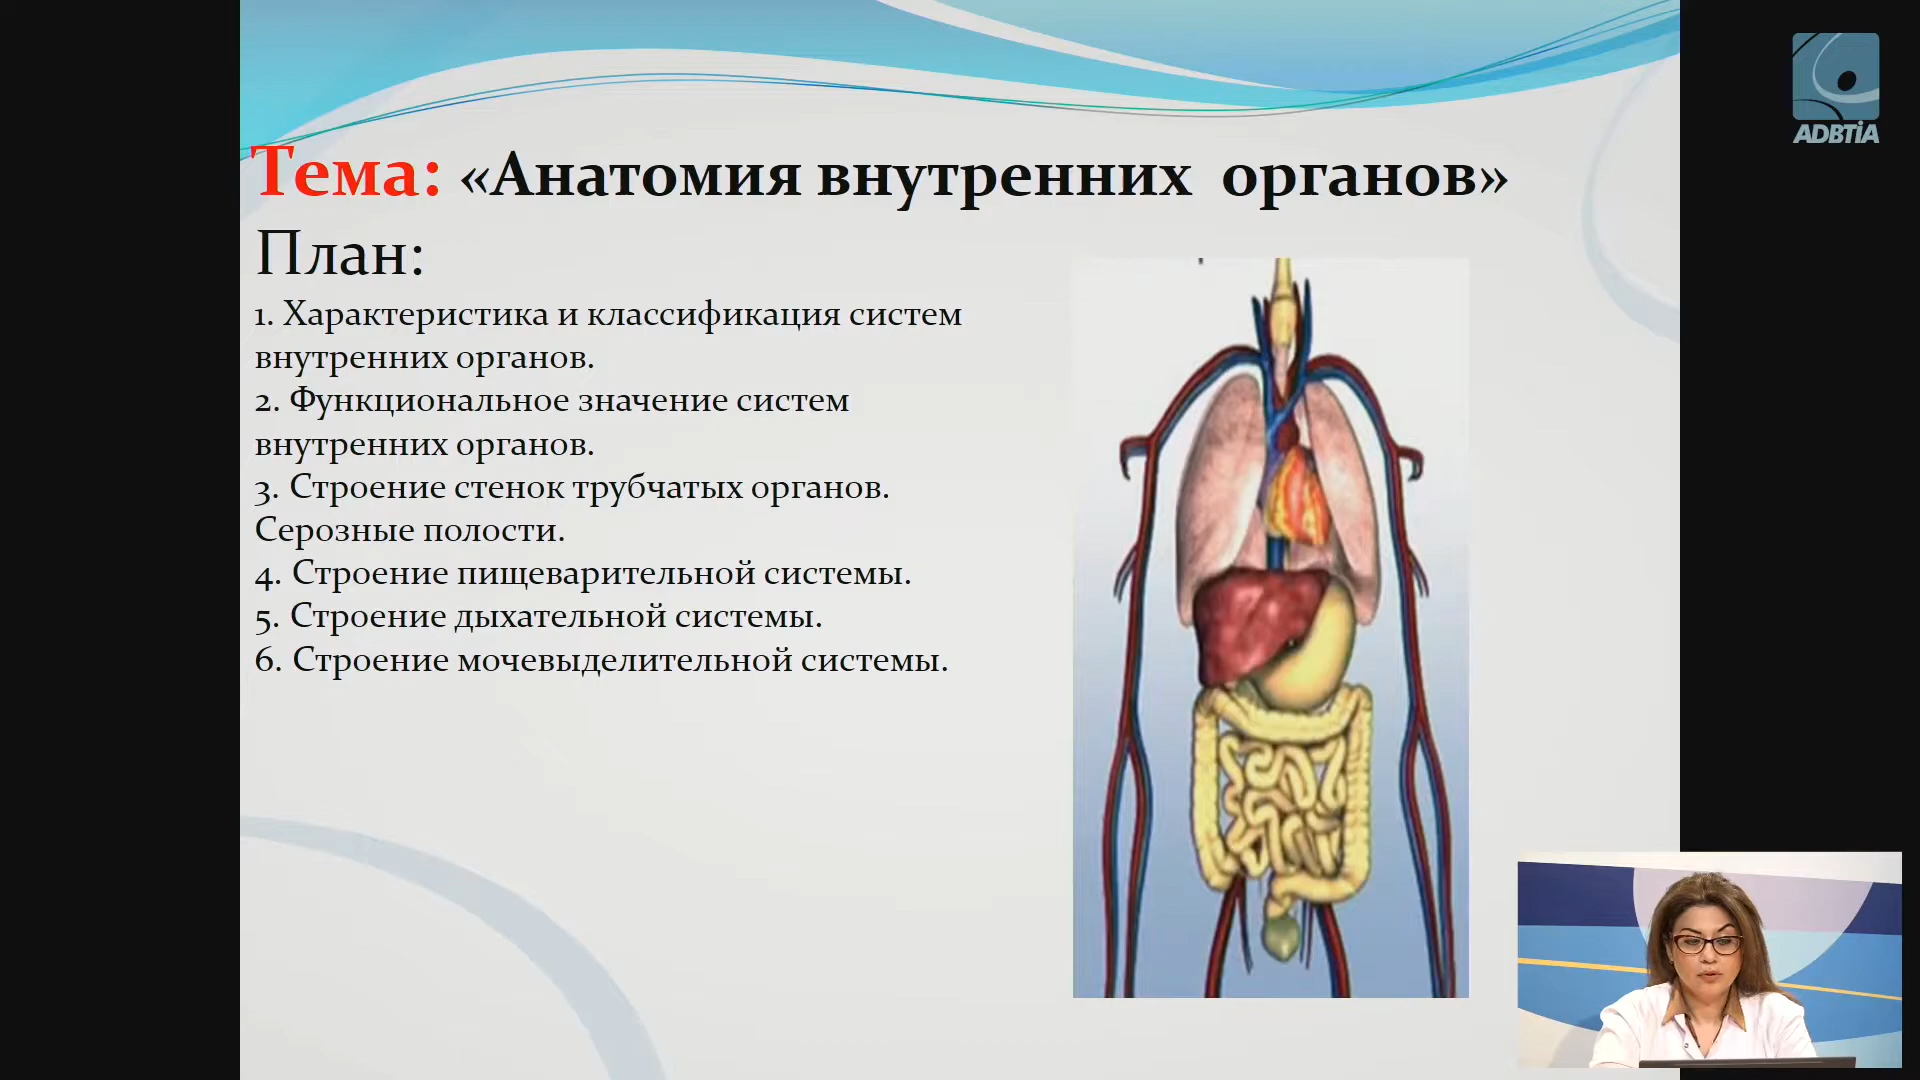 ADBTİA
Тема: «Анатомия внутренних органов»
План:
1. Характеристика и классификация систем
внутренних органов.
2. Функциональное значение систем
внутренних органов.
3. Строение стенок трубчатых органов.
Серозные полости.
4. Строение пищеварительной системы.
5. Строение дыхательной системы.
6. Строение мочевыделительной системы.